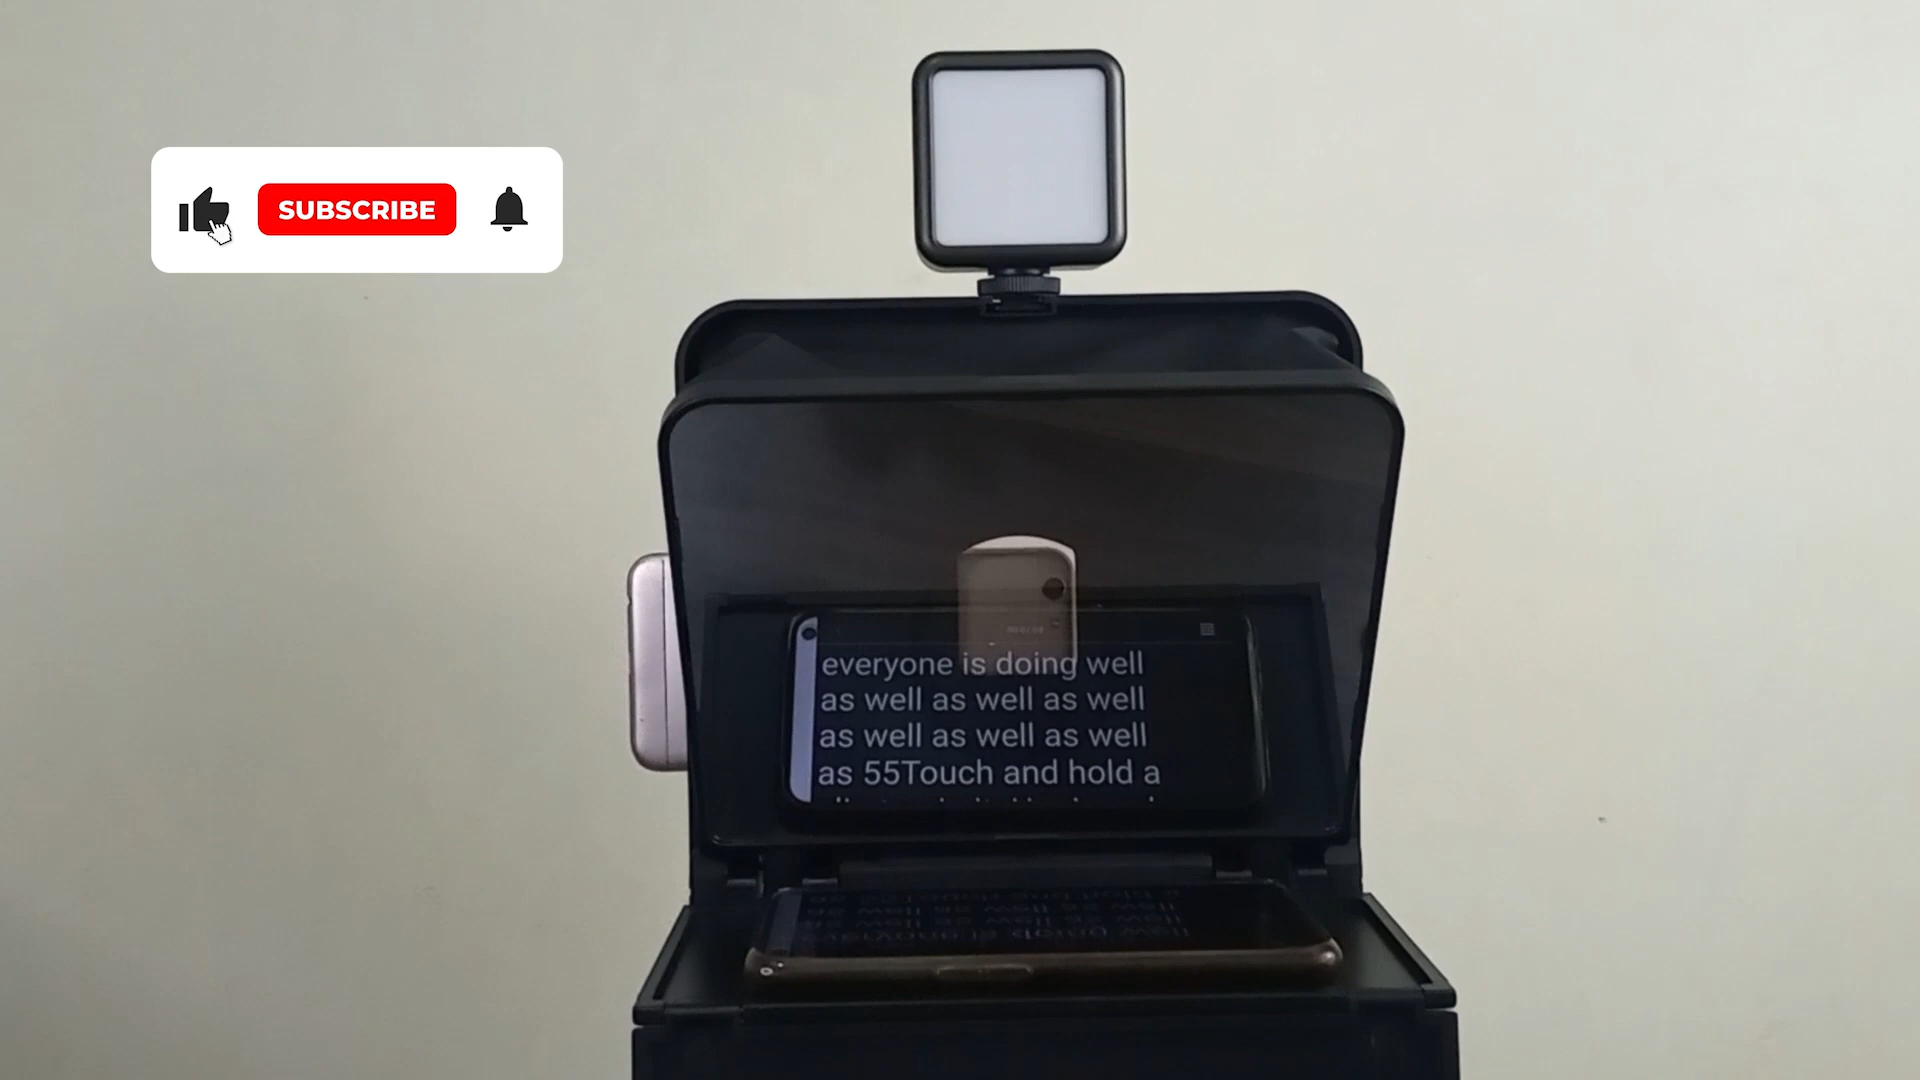 SUBSCRIBE
everyone is doing well
as well as well as well
as well as well as well
as 55Touch and hold a